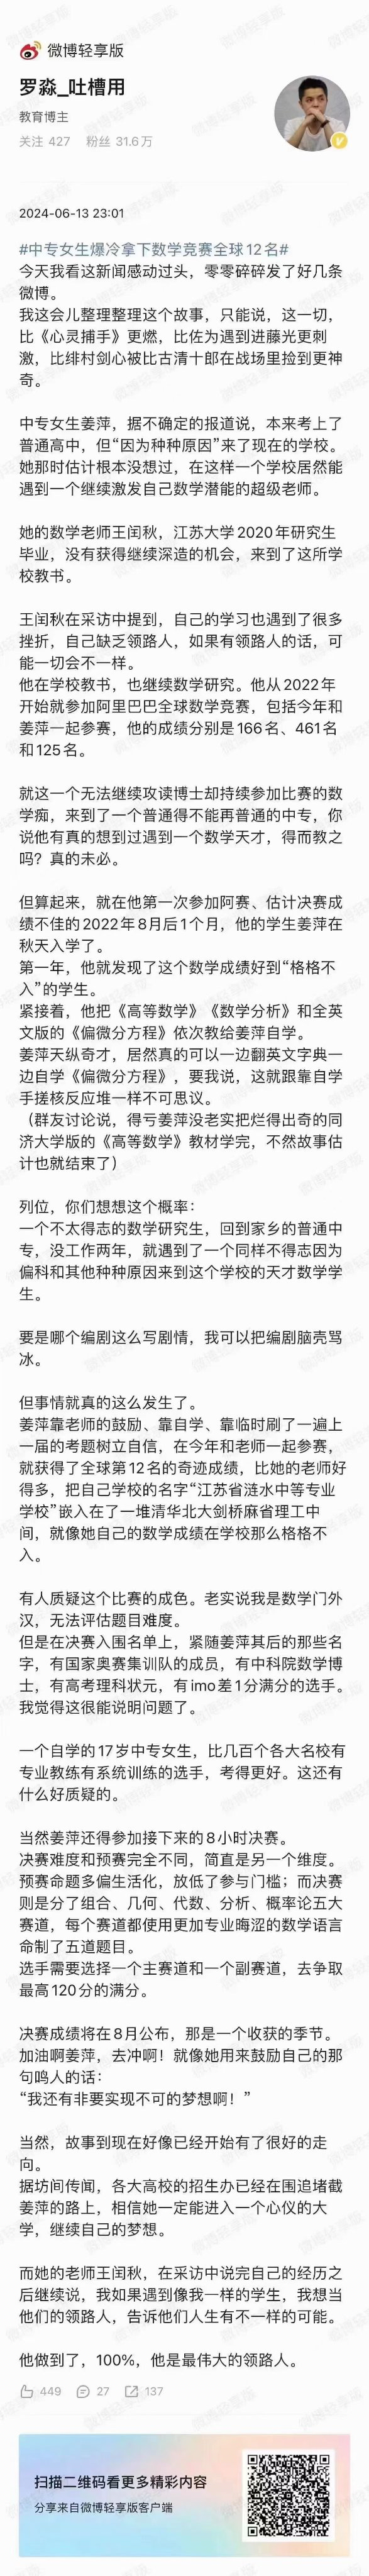 微博轻享版
罗淼_吐槽用
教育博主
关注 427 粉丝 31.6万
2024-06-13 23:01
#中专女生爆冷拿下数学竞赛全球12名#
今天我看这新闻感动过头，零零碎碎发了好几条
微博。
我这会儿整理整理这个故事，只能说，这一切，
比《心灵捕手》更燃，比佐为遇到进藤光更刺
激，比绯村剑心被比古清十郎在战场里捡到更神
奇。
中专女生姜萍，据不确定的报道说，本来考上了
普通高中，但“因为种种原因”来了现在的学校。
她那时估计根本没想过，在这样一个学校居然能
遇到一个继续激发自己数学潜能的超级老师。
她的数学老师王闰秋，江苏大学2020年研究生
毕业，没有获得继续深造的机会，来到了这所学
校教书。
王闰秋在采访中提到，自己的学习也遇到了很多
挫折，自己缺乏领路人，如果有领路人的话，可
能一切会不一样。
他在学校教书，也继续数学研究。他从2022年
开始就参加阿里巴巴全球数学竞赛，包括今年和
姜萍一起参赛，他的成绩分别是166名、461名
和125名。
就这一个无法继续攻读博士却持续参加比赛的数
学痴，来到了一个普通得不能再普通的中专，你
说他有真的想到过遇到一个数学天才，得而教之
吗？真的未必。
但算起来，就在他第一次参加阿赛、估计决赛成
绩不佳的2022年8月后1个月，他的学生姜萍在
秋天入学了。
第一年，他就发现了这个数学成绩好到“格格不
入”的学生。
紧接着，他把《高等数学》《数学分析》和全英
文版的《偏微分方程》依次教给姜萍自学。
姜萍天纵奇才，居然真的可以一边翻英文字典一
边自学《偏微分方程》，要我说，这就跟靠自学
手搓核反应堆一样不可思议。
（群友讨论说，得亏姜萍没老实把烂得出奇的同
济大学版的《高等数学》教材学完，不然故事估
计也就结束了）
列位，你们想想这个概率：
一个不太得志的数学研究生，回到家乡的普通中
专，没工作两年，就遇到了一个同样不得志因为
偏科和其他种种原因来到这个学校的天才数学学
生。
要是哪个编剧这么写剧情，我可以把编剧脑壳骂
冰。
但事情就真的这么发生了。
姜萍靠老师的鼓励、靠自学、靠临时刷了一遍上
一届的考题树立自信，在今年和老师一起参赛，
就获得了全球第12名的奇迹成绩，比她的老师好
得多，把自己学校的名字“江苏省涟水中等专业
学校”嵌入在了一堆清华北大剑桥麻省理工中
间，就像她自己的数学成绩在学校那么格格不
入。
有人质疑这个比赛的成色。老实说我是数学门外
汉，无法评估题目难度。
但是在决赛入围名单上，紧随姜萍其后的那些名
字，有国家奥赛集训队的成员，有中科院数学博
士，有高考理科状元，有imo差1分满分的选手。
我觉得这很能说明问题了。
一个自学的17岁中专女生，比几百个各大名校有
专业教练有系统训练的选手，考得更好。这还有
什么好质疑的。
当然姜萍还得参加接下来的8小时决赛。
决赛难度和预赛完全不同，简直是另一个维度。
预赛命题多偏生活化，放低了参与门槛；而决赛
则是分了组合、几何、代数、分析、概率论五大
赛道，每个赛道都使用更加专业晦涩的数学语言
命制了五道题目。
选手需要选择一个主赛道和一个副赛道，去争取
最高120分的满分。
决赛成绩将在8月公布，那是一个收获的季节。
加油啊姜萍，去冲啊！就像她用来鼓励自己的那
句鸣人的话：
“我还有非要实现不可的梦想啊！”
当然，故事到现在好像已经开始有了很好的走
向。
据坊间传闻，各大高校的招生办已经在围追堵截
姜萍的路上，相信她一定能进入一个心仪的大
学，继续自己的梦想。
而她的老师王闰秋，在采访中说完自己的经历之
后继续说，我如果遇到像我一样的学生，我想当
他们的领路人，告诉他们人生有不一样的可能。
他做到了，100%，他是最伟大的领路人。
449 27 137
扫描二维码看更多精彩内容
分享来自微博轻享版客户端